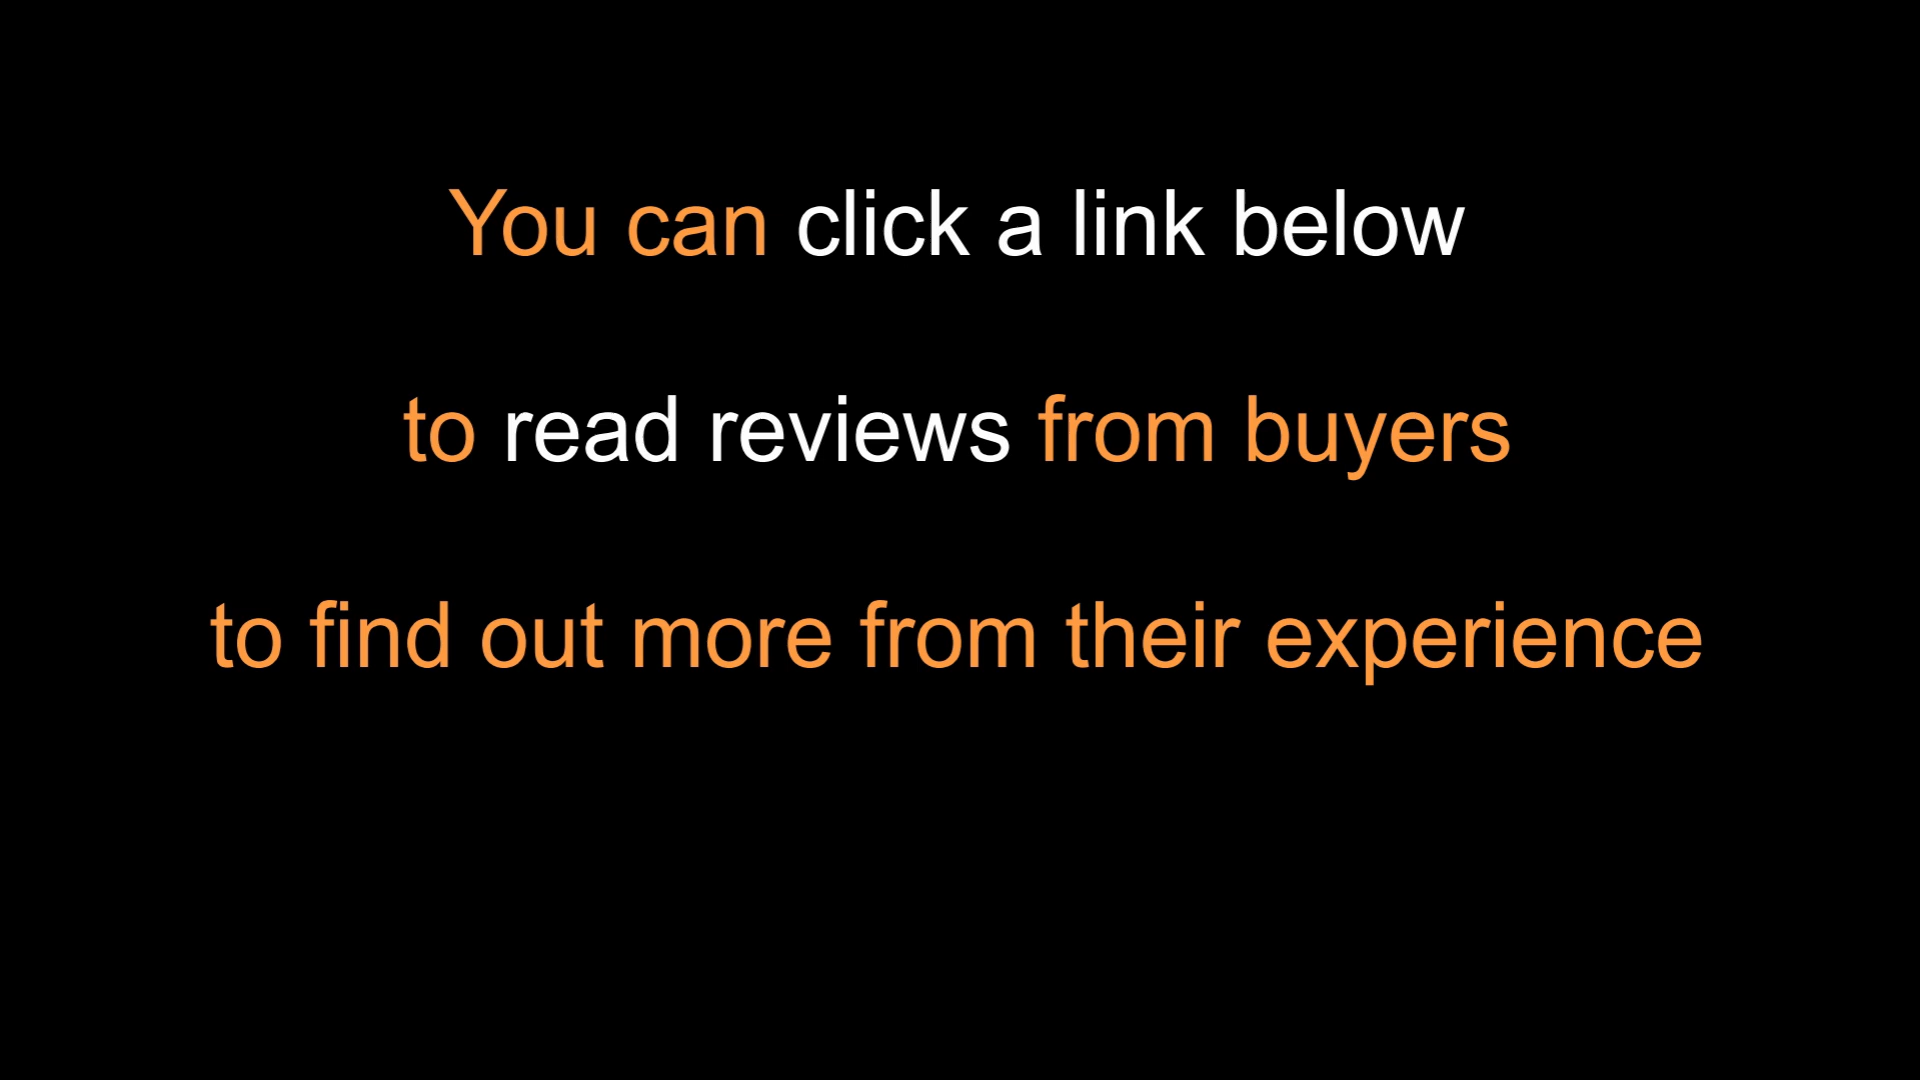 You can click a link below
to read reviews from buyers
to find out more from their experience